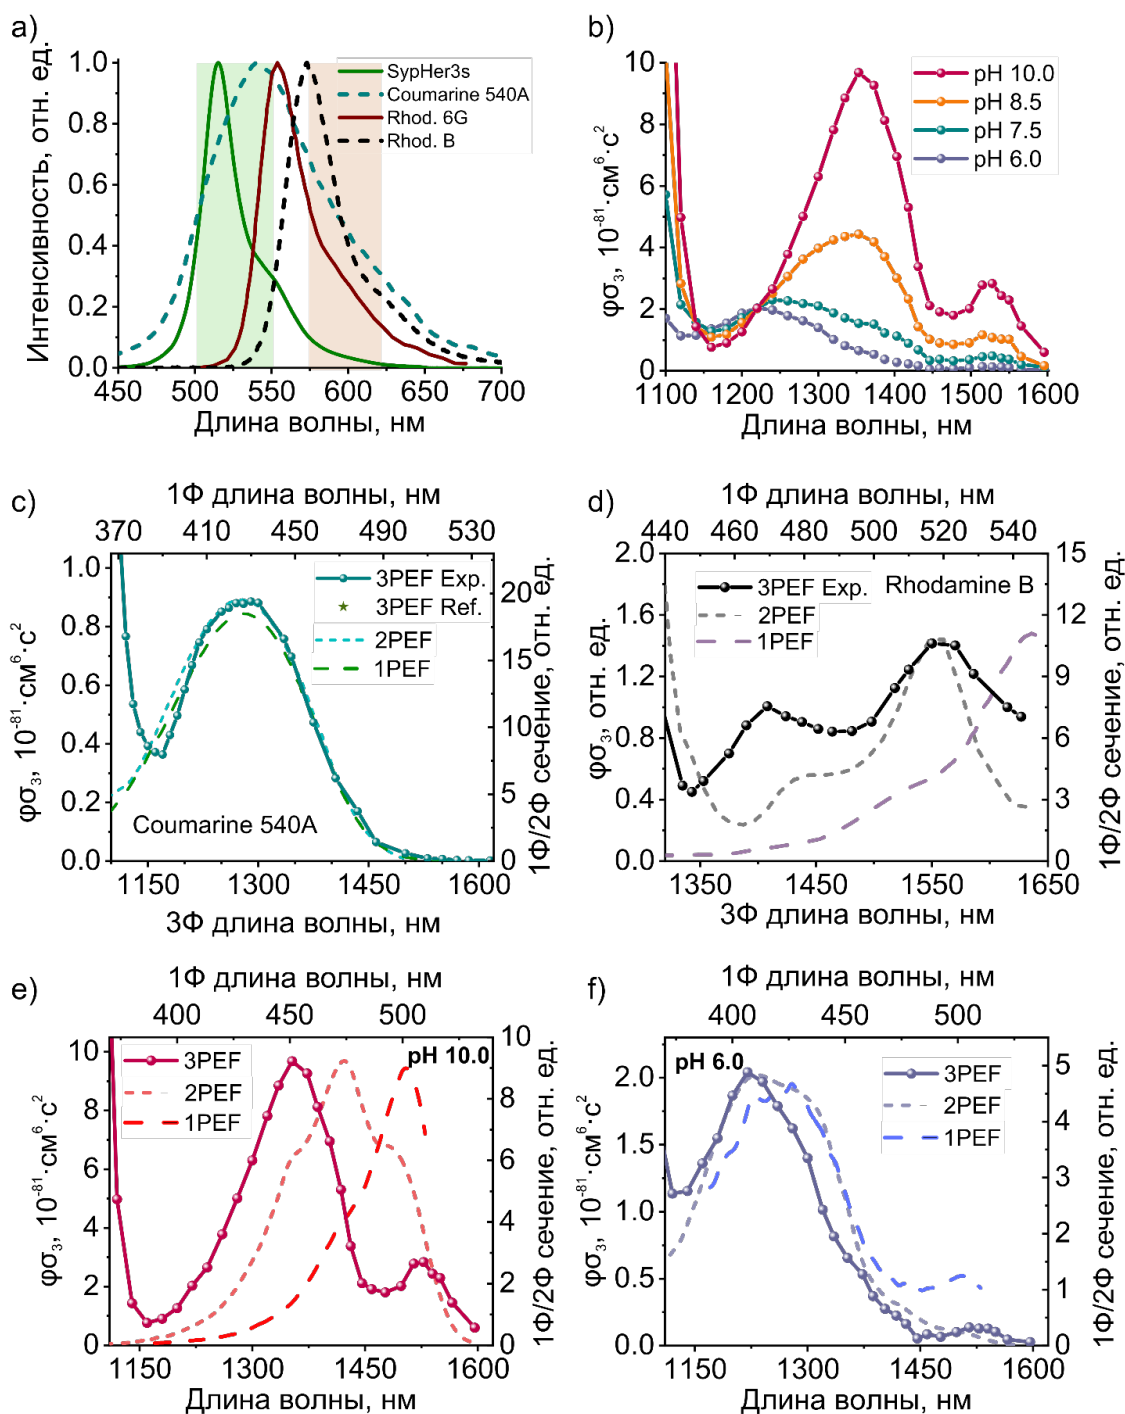 a)
Интенсивность, отн. ед.
1.0
0.8
0.6
0.4
0.2
0.0
SypHer3s
Coumarine 540A
Rhod. 6G
Rhod. B
450 500 550 600 650 700
Длина волны, нм
b)
φσ₃, 10⁻⁸¹·см⁶·с²
10
8
6
4
2
0
pH 10.0
pH 8.5
pH 7.5
pH 6.0
1100 1200 1300 1400 1500 1600
Длина волны, нм
c)
1Ф длина волны, нм
370 410 450 490 530
φσ₃, 10⁻⁸¹·см⁶·с²
1.0
0.8
0.6
0.4
0.2
0.0
3PEF Exp.
3PEF Ref.
2PEF
1PEF
Coumarine 540A
20
15
10
5
0
1Ф/2Ф сечение, отн. ед.
1150 1300 1450 1600
3Ф длина волны, нм
d)
1Ф длина волны, нм
440 460 480 500 520 540
φσ₃, отн. ед.
2.0
1.6
1.2
0.8
0.4
0.0
3PEF Exp.
2PEF
1PEF
Rhodamine B
15
12
9
6
3
0
1Ф/2Ф сечение, отн. ед.
1350 1450 1550 1650
3Ф длина волны, нм
e)
1Ф длина волны, нм
400 450 500
φσ₃, 10⁻⁸¹·см⁶·с²
10
8
6
4
2
0
3PEF
2PEF
1PEF
pH 10.0
10
8
6
4
2
0
1Ф/2Ф сечение, отн. ед.
1150 1300 1450 1600
Длина волны, нм
f)
1Ф длина волны, нм
400 450 500
φσ₃, 10⁻⁸¹·см⁶·с²
2.0
1.5
1.0
0.5
0.0
pH 6.0
3PEF
2PEF
1PEF
5
4
3
2
1
0
1Ф/2Ф сечение, отн. ед.
1150 1300 1450 1600
Длина волны, нм